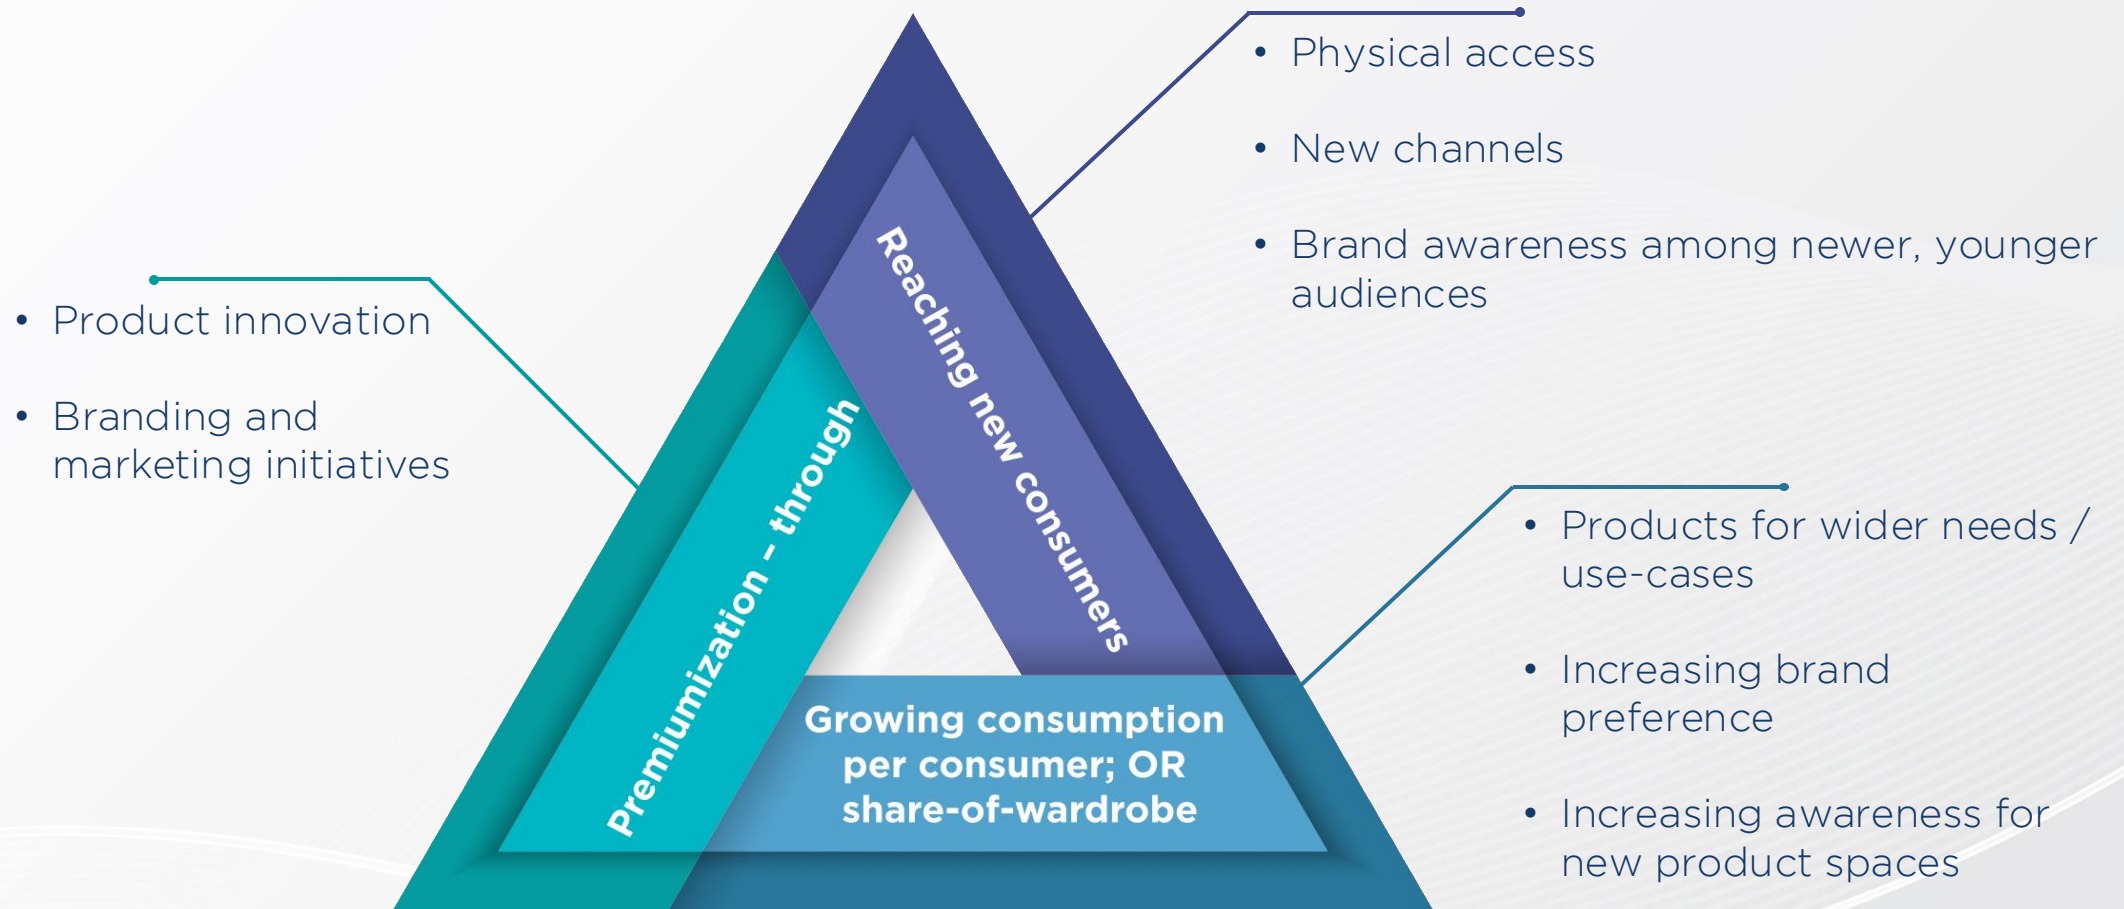 • Physical access
• New channels
• Brand awareness among newer, younger
audiences
• Product innovation
• Branding and
marketing initiatives
Reaching new consumers
Premiumization - through
Growing consumption
per consumer; OR
share-of-wardrobe
• Products for wider needs /
use-cases
• Increasing brand
preference
• Increasing awareness for
new product spaces